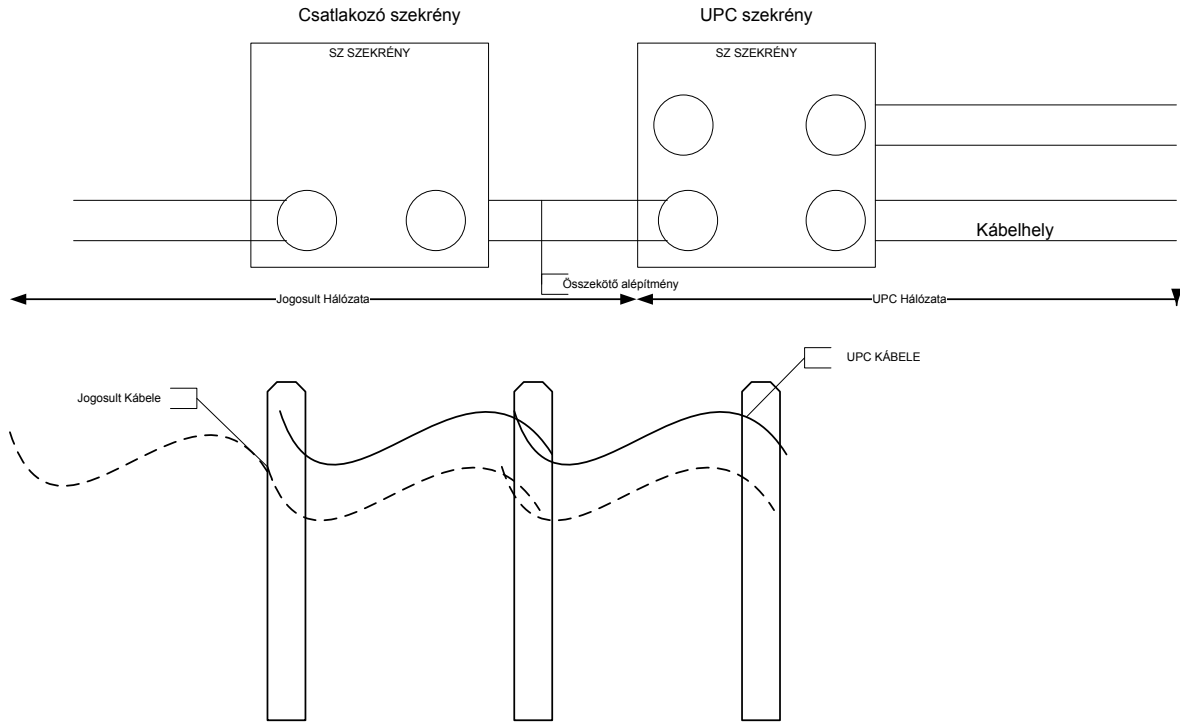 Csatlakozó szekrény
UPC szekrény
SZ SZEKRÉNY
SZ SZEKRÉNY
Kábelhely
Összekötő alépítmény
Jogosult Hálózata
UPC Hálózata
UPC KÁBELE
Jogosult Kábele